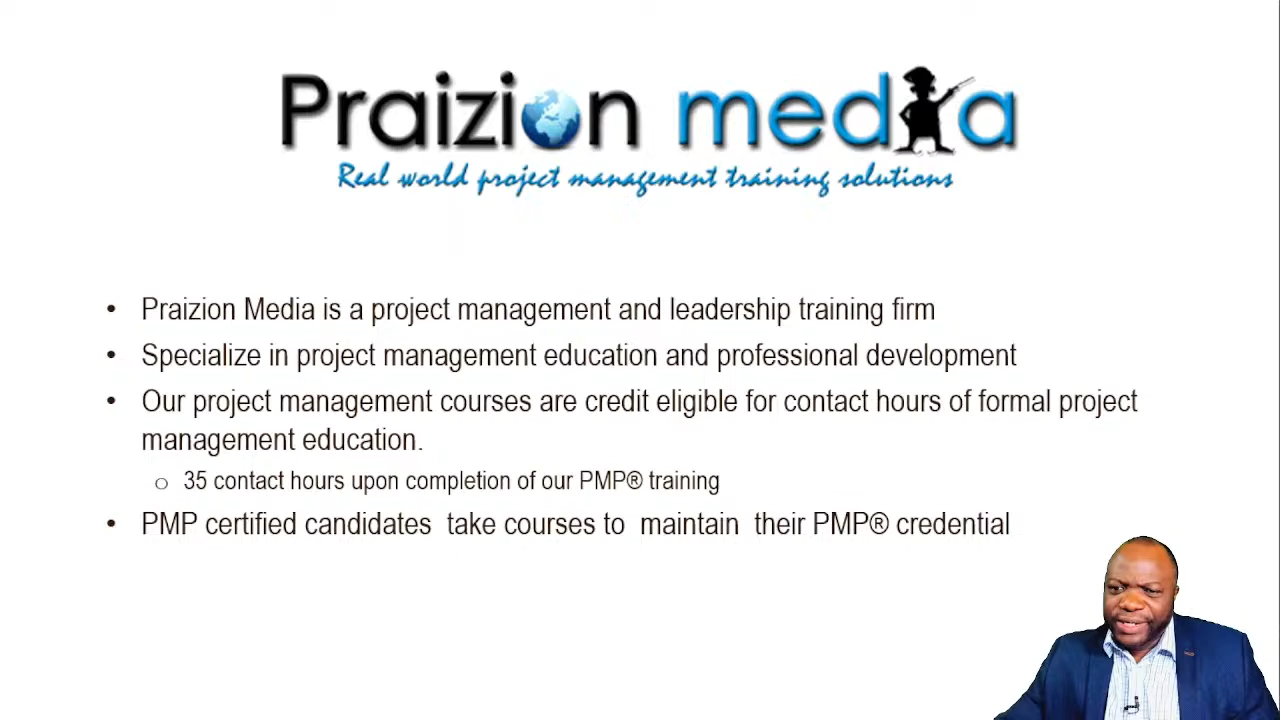 Praizion media
Real world project management training solutions
• Praizion Media is a project management and leadership training firm
• Specialize in project management education and professional development
• Our project management courses are credit eligible for contact hours of formal project
management education.
o 35 contact hours upon completion of our PMP® training
• PMP certified candidates take courses to maintain their PMP® credential